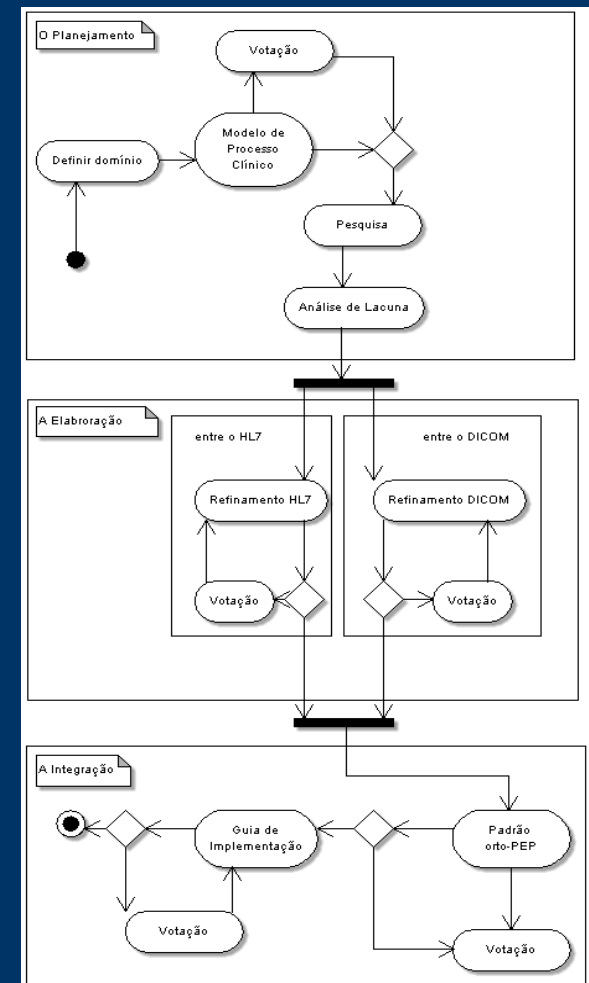 O Planejamento
Votação
Modelo de
Processo
Clínico
Definir domínio
Pesquisa
Análise de Lacuna
A Elabroração
entre o HL7
entre o DICOM
Refinamento HL7
Refinamento DICOM
Votação
Votação
A Integração
Guia de
Implementação
Padrão
orto-PEP
Votação
Votação